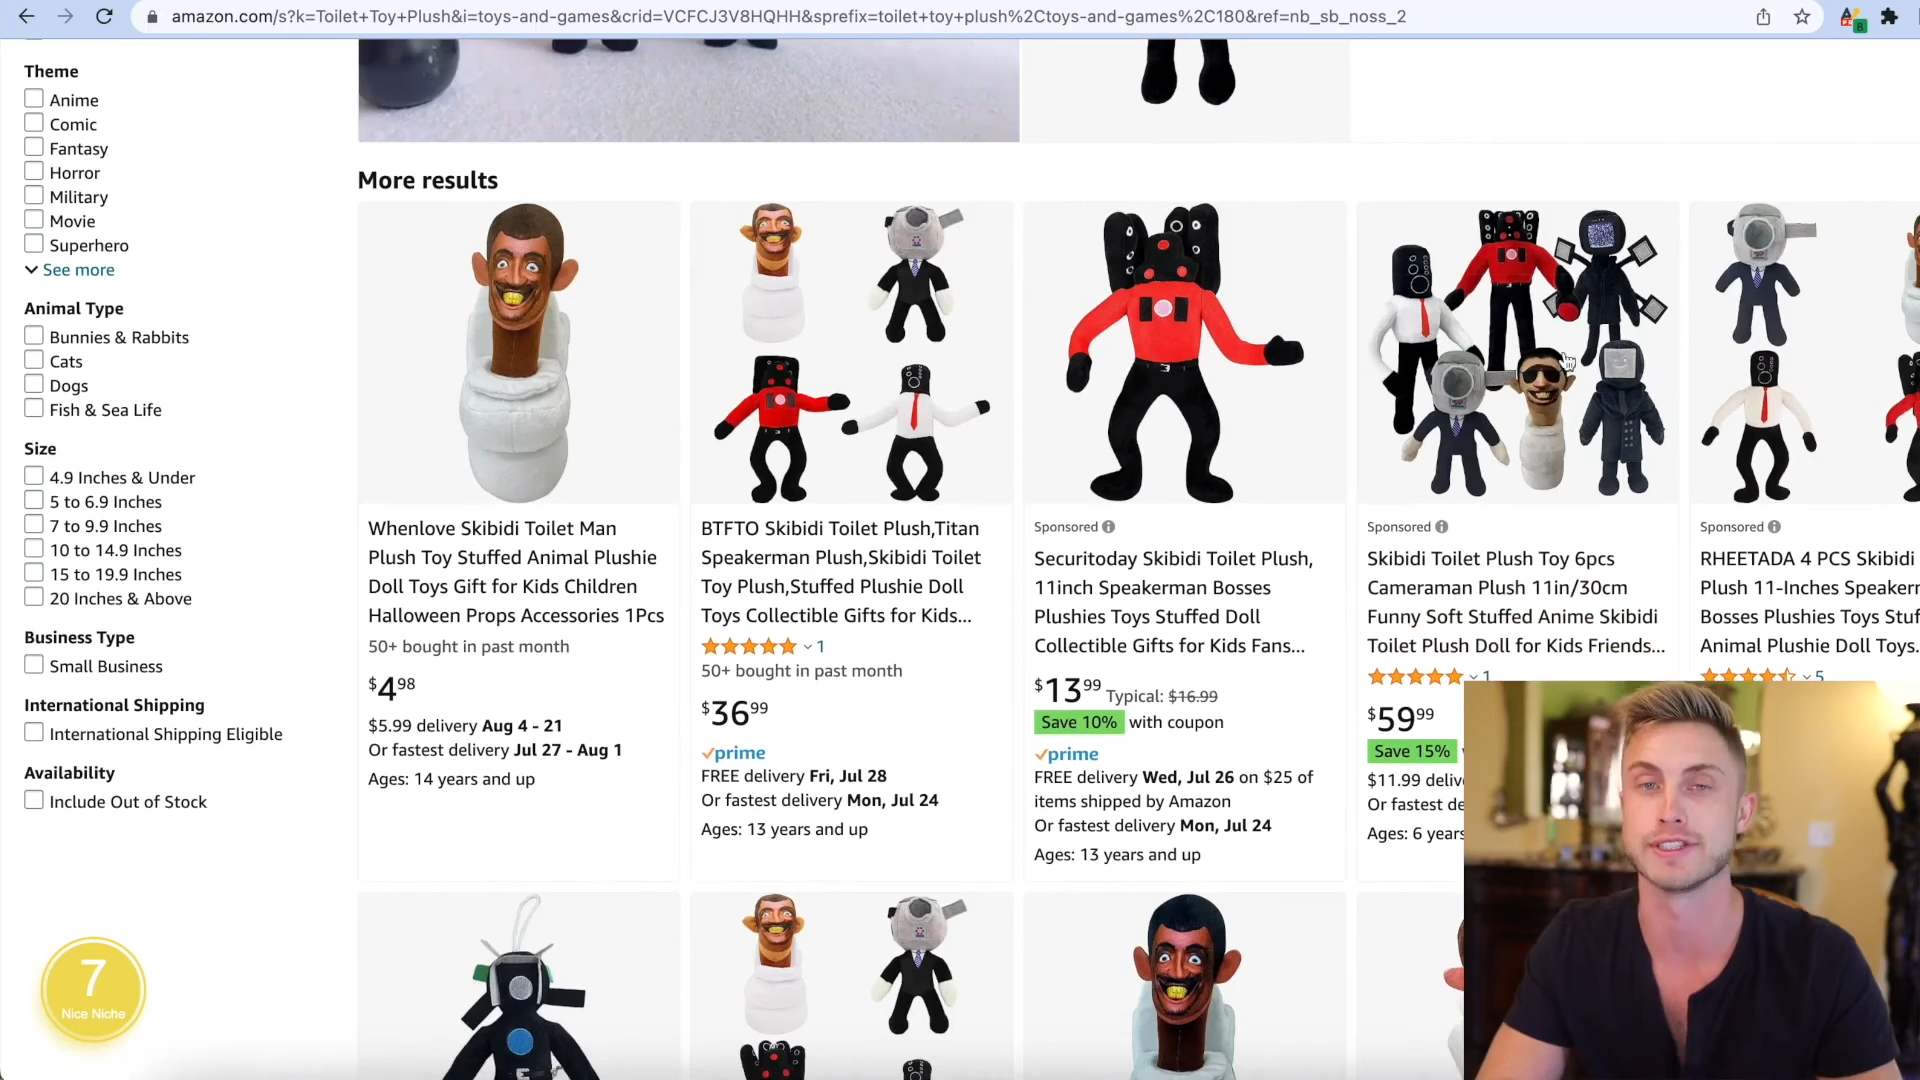 amazon.com/s?k=Toilet+Toy+Plush&i=toys-and-games&crid=VCFCJ3V8HQHH&sprefix=toilet+toy+plush%2Ctoys-and-games%2C180&ref=nb_sb_noss_2
8
Theme
Anime
Comic
Fantasy
Horror
Military
Movie
Superhero
See more
Animal Type
Bunnies & Rabbits
Cats
Dogs
Fish & Sea Life
Size
4.9 Inches & Under
5 to 6.9 Inches
7 to 9.9 Inches
10 to 14.9 Inches
15 to 19.9 Inches
20 Inches & Above
Business Type
Small Business
International Shipping
International Shipping Eligible
Availability
Include Out of Stock
7
Nice Niche
More results
Whenlove Skibidi Toilet Man
Plush Toy Stuffed Animal Plushie
Doll Toys Gift for Kids Children
Halloween Props Accessories 1Pcs
50+ bought in past month
$4.98
$5.99 delivery Aug 4 - 21
Or fastest delivery Jul 27 - Aug 1
Ages: 14 years and up
BTFTO Skibidi Toilet Plush,Titan
Speakerman Plush,Skibidi Toilet
Toy Plush,Stuffed Plushie Doll
Toys Collectible Gifts for Kids...
1
50+ bought in past month
$36.99
prime
FREE delivery Fri, Jul 28
Or fastest delivery Mon, Jul 24
Ages: 13 years and up
Sponsored
Securitoday Skibidi Toilet Plush,
11inch Speakerman Bosses
Plushies Toys Stuffed Doll
Collectible Gifts for Kids Fans...
$13.99 Typical: $16.99
Save 10% with coupon
prime
FREE delivery Wed, Jul 26 on $25 of
items shipped by Amazon
Or fastest delivery Mon, Jul 24
Ages: 13 years and up
Sponsored
Skibidi Toilet Plush Toy 6pcs
Cameraman Plush 11in/30cm
Funny Soft Stuffed Anime Skibidi
Toilet Plush Doll for Kids Friends...
1
$59.99
Save 15%
$11.99
Or fastest
Ages: 6 years
Sponsored
RHEETADA 4 PCS Skibidi
Plush 11-Inches
Bosses Plushies Toys
Animal Plushie Doll Toys
5